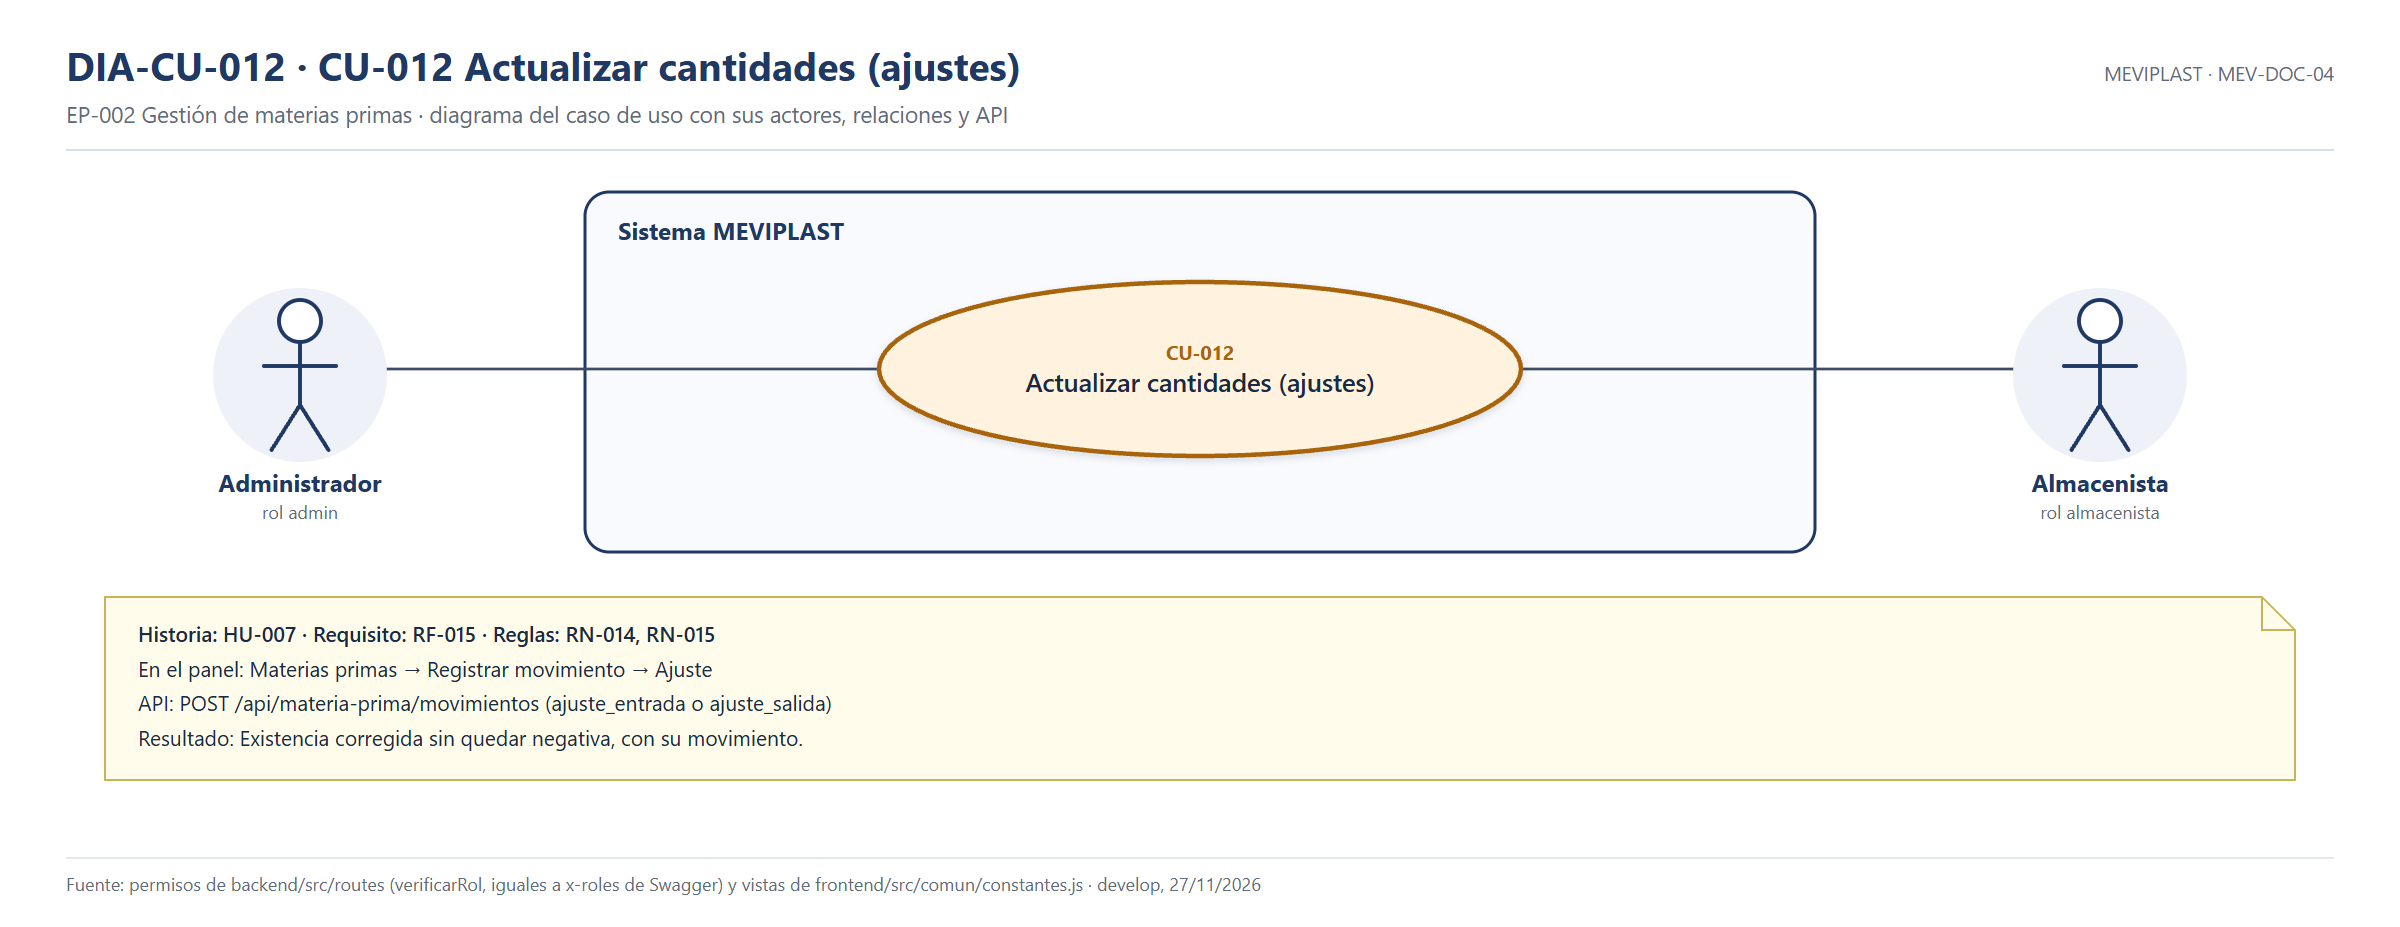 DIA-CU-012 · CU-012 Actualizar cantidades (ajustes)
MEVIPLAST · MEV-DOC-04
EP-002 Gestión de materias primas · diagrama del caso de uso con sus actores, relaciones y API
Sistema MEVIPLAST
CU-012
Actualizar cantidades (ajustes)
Administrador
rol admin
Almacenista
rol almacenista
Historia: HU-007 · Requisito: RF-015 · Reglas: RN-014, RN-015
En el panel: Materias primas → Registrar movimiento → Ajuste
API: POST /api/materia-prima/movimientos (ajuste_entrada o ajuste_salida)
Resultado: Existencia corregida sin quedar negativa, con su movimiento.
Fuente: permisos de backend/src/routes (verificarRol, iguales a x-roles de Swagger) y vistas de frontend/src/comun/constantes.js · develop, 27/11/2026